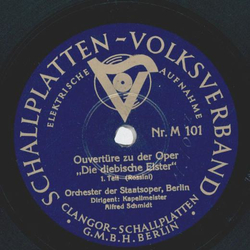 SCHALLPLATTEN - VOLKSVERBAND
ELEKTRISCHE AUFNAHME
Nr. M 101
Ouvertüre zu der Oper
„Die diebische Elster"
1. Teil (Rossini)
Orchester der Staatsoper, Berlin
Dirigent: Kapellmeister
Alfred Schmidt
CLANGOR-SCHALLPLATTEN
G.M.B.H. BERLIN